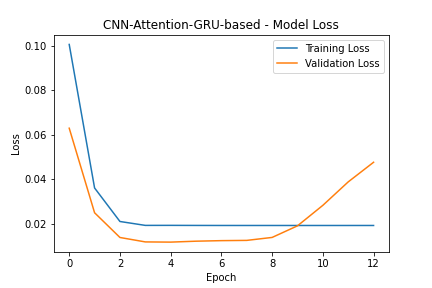 CNN-Attention-GRU-based - Model Loss
Training Loss
Validation Loss
Loss
0.10
0.08
0.06
0.04
0.02
0 2 4 6 8 10 12
Epoch